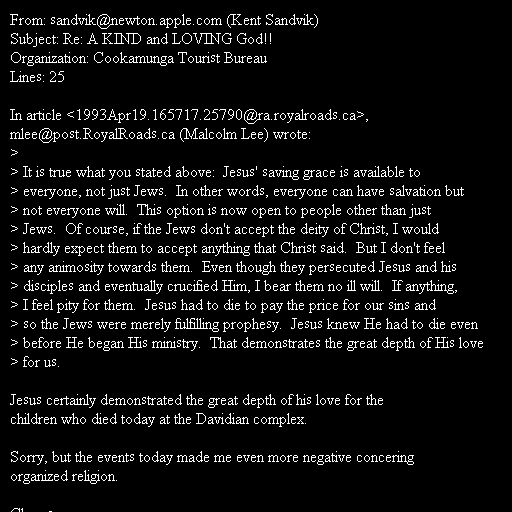 From: sandvik@newton.apple.com (Kent Sandvik)
Subject: Re: A KIND and LOVING God!!
Organization: Cookamunga Tourist Bureau
Lines: 25

In article <1993Apr19.165717.25790@ra.royalroads.ca>,
mlee@post.RoyalRoads.ca (Malcolm Lee) wrote:
>
> It is true what you stated above:  Jesus' saving grace is available to
> everyone, not just Jews.  In other words, everyone can have salvation but
> not everyone will.  This option is now open to people other than just
> Jews.  Of course, if the Jews don't accept the deity of Christ, I would
> hardly expect them to accept anything that Christ said.  But I don't feel
> any animosity towards them.  Even though they persecuted Jesus and his
> disciples and eventually crucified Him, I bear them no ill will.  If anything,
> I feel pity for them.  Jesus had to die to pay the price for our sins and
> so the Jews were merely fulfilling prophesy.  Jesus knew He had to die even
> before He began His ministry.  That demonstrates the great depth of His love
> for us.

Jesus certainly demonstrated the great depth of his love for the
children who died today at the Davidian complex.

Sorry, but the events today made me even more negative concering
organized religion.